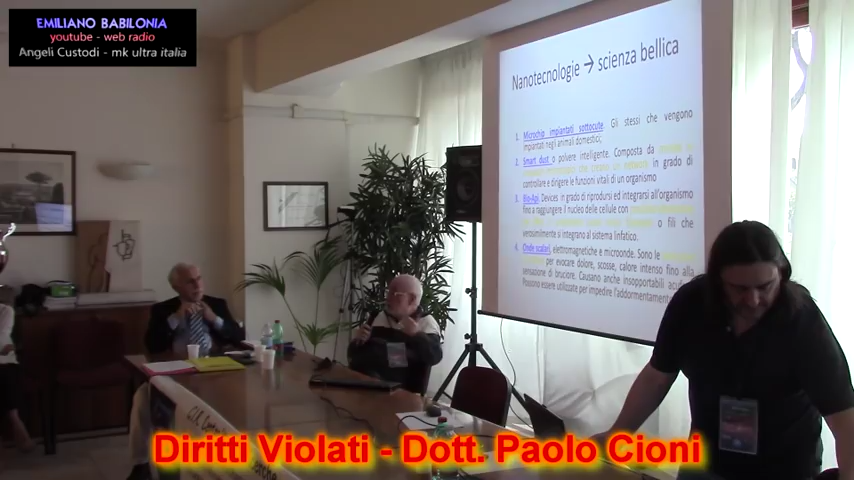 EMILIANO BABILONIA
youtube - web radio
Angeli Custodi - mk ultra italia
Nanotecnologie → scienza bellica
1. Microchip impiantati sottocute. Gli stessi che vengono
impiantati negli animali domestici;
2. Smart dust o polvere intelligente. Composta da
in grado di
controllare e dirigere le funzioni vitali di un organismo
3. Bio-Api. Devices in grado di riprodursi ed integrarsi all'organismo
fino a raggiungere il nucleo delle cellule con
o fili che
verosimilmente si integrano al sistema linfatico.
4. Onde scalari, elettromagnetiche e microonde. Sono le
per evocare dolore, scosse, calore intenso fino alla
sensazione di bruciore. Causano anche insopportabili
Possono essere utilizzate per impedire l'addormentamento
Diritti Violati - Dott. Paolo Cioni